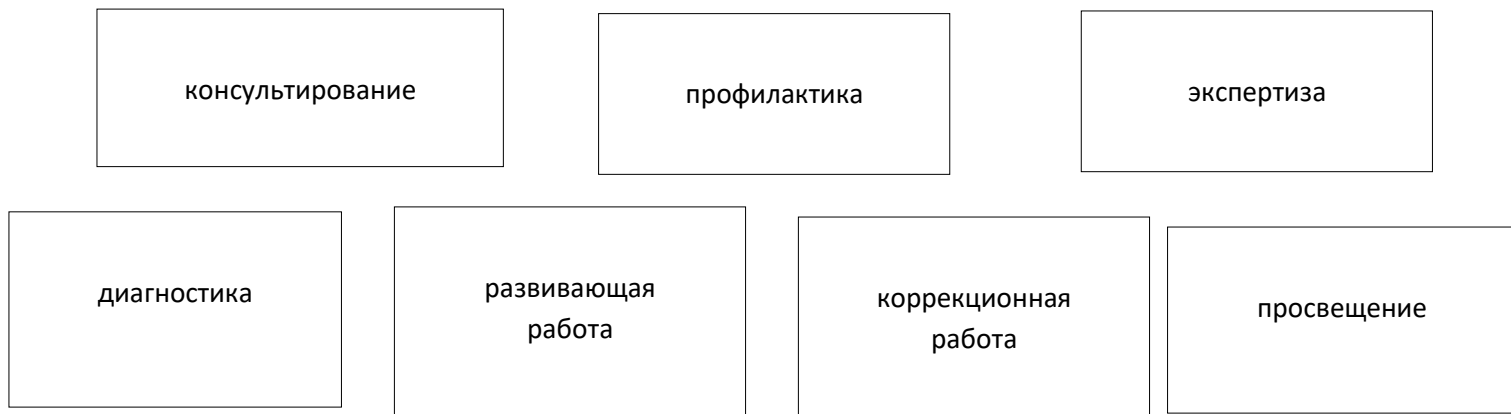 консультирование
профилактика
экспертиза
диагностика
развивающая
работа
коррекционная
работа
просвещение